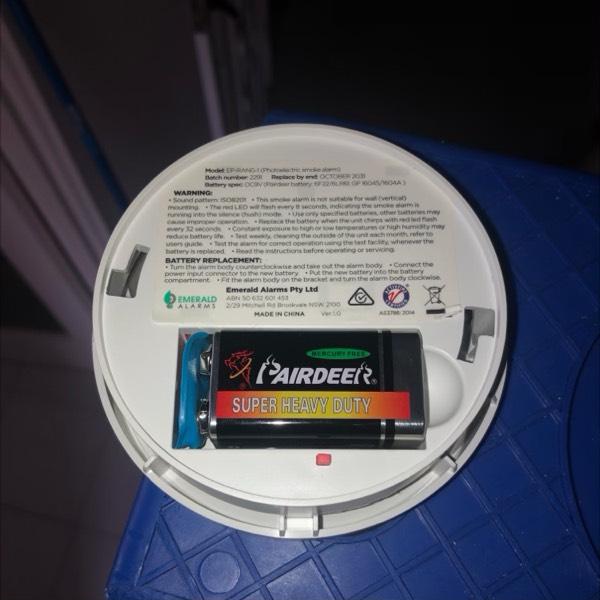 Model: EIP-RANG-1 (Photoelectric smoke alarm)
Batch number: 2291 Replace by end: OCTOBER 2031
Battery spec: DC9V (Pairdeer battery: 6F22/6LR61; GP 1604S/1604A )
WARNING:
• Sound pattern: ISO8201 • This smoke alarm is not suitable for wall (vertical)
mounting. • The red LED will flash every 8 seconds, indicating the smoke alarm is
running into the silence (hush) mode. • Use only specified batteries, other batteries may
cause improper operation. • Replace the battery when the unit chirps with red led flash
every 32 seconds • Constant exposure to high or low temperatures or high humidity may
reduce battery life. • Test weekly, cleaning the outside of the unit each month, refer to
users guide. • Test the alarm for correct operation using the test facility, whenever the
battery is replaced. • Read the instructions before operating or servicing.
BATTERY REPLACEMENT:
• Turn the alarm body counterclockwise and take out the alarm body. • Connect the
power input connector to the new battery. • Put the new battery into the battery
compartment. • Fit the alarm body on the bracket and turn the alarm body clockwise.
EMERALD
ALARMS
Emerald Alarms Pty Ltd
ABN 50 632 601 453
2/29 Mitchell Rd Brookvale NSW 2100
MADE IN CHINA Ver:1.0
AS3786: 2014
MERCURY FREE
PAIRDEER®
SUPER HEAVY DUTY